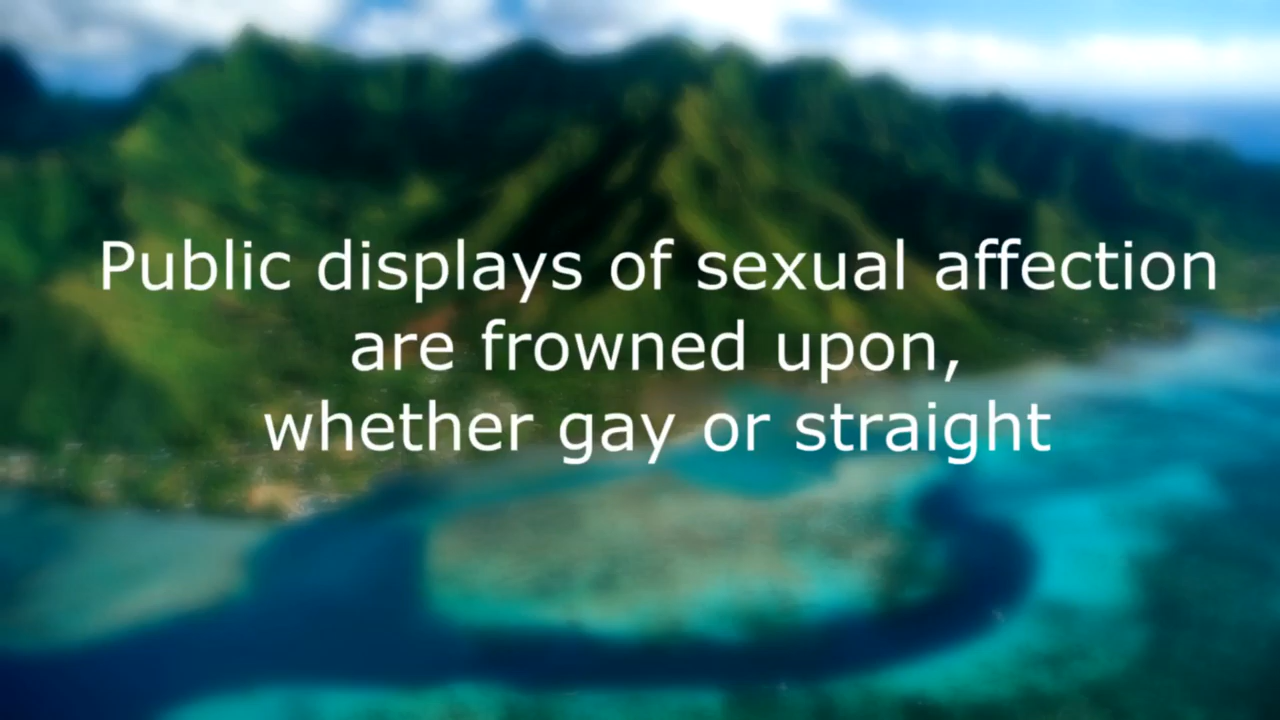 Public displays of sexual affection
are frowned upon,
whether gay or straight